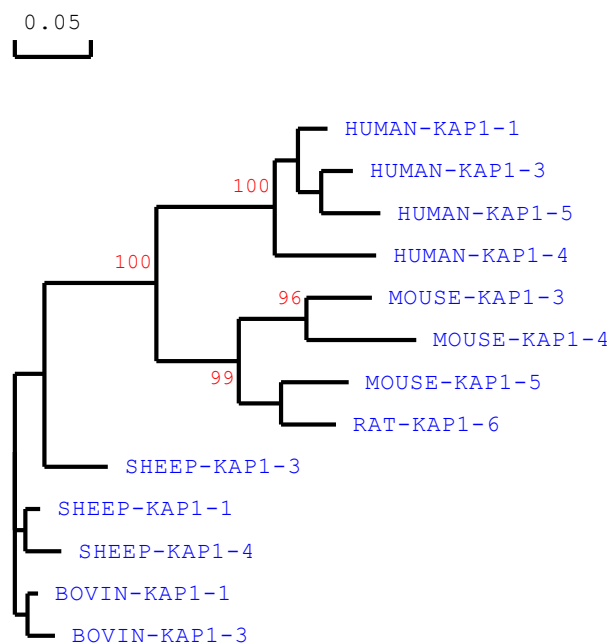 0.05
HUMAN-KAP1-1
HUMAN-KAP1-3
100
HUMAN-KAP1-5
HUMAN-KAP1-4
100
MOUSE-KAP1-3
96
MOUSE-KAP1-4
99
MOUSE-KAP1-5
RAT-KAP1-6
SHEEP-KAP1-3
SHEEP-KAP1-1
SHEEP-KAP1-4
BOVIN-KAP1-1
BOVIN-KAP1-3